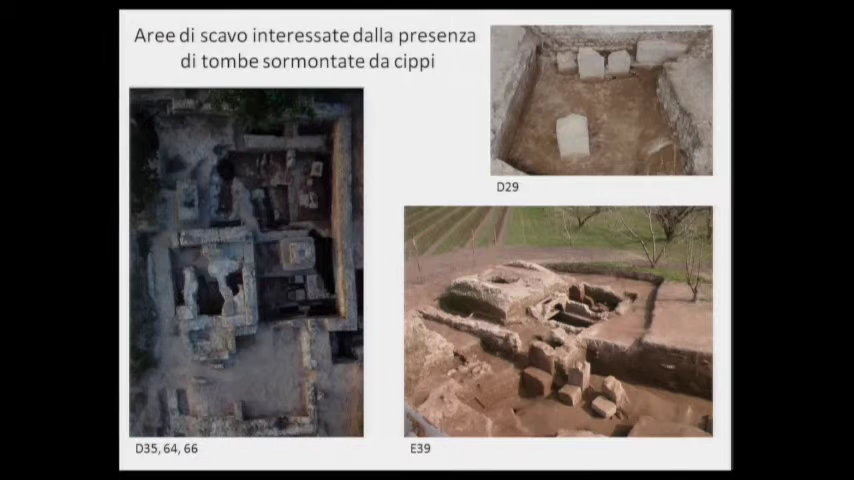 Aree di scavo interessate dalla presenza
di tombe sormontate da cippi
D29
D35, 64, 66
E39